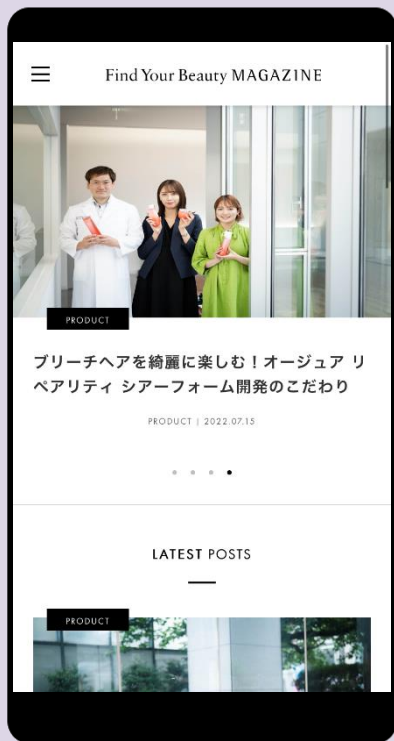 Find Your Beauty MAGAZINE
PRODUCT
ブリーチヘアを綺麗に楽しむ！オージュア リ
ペアリティ シアーフォーム開発のこだわり
PRODUCT | 2022.07.15
LATEST POSTS
PRODUCT